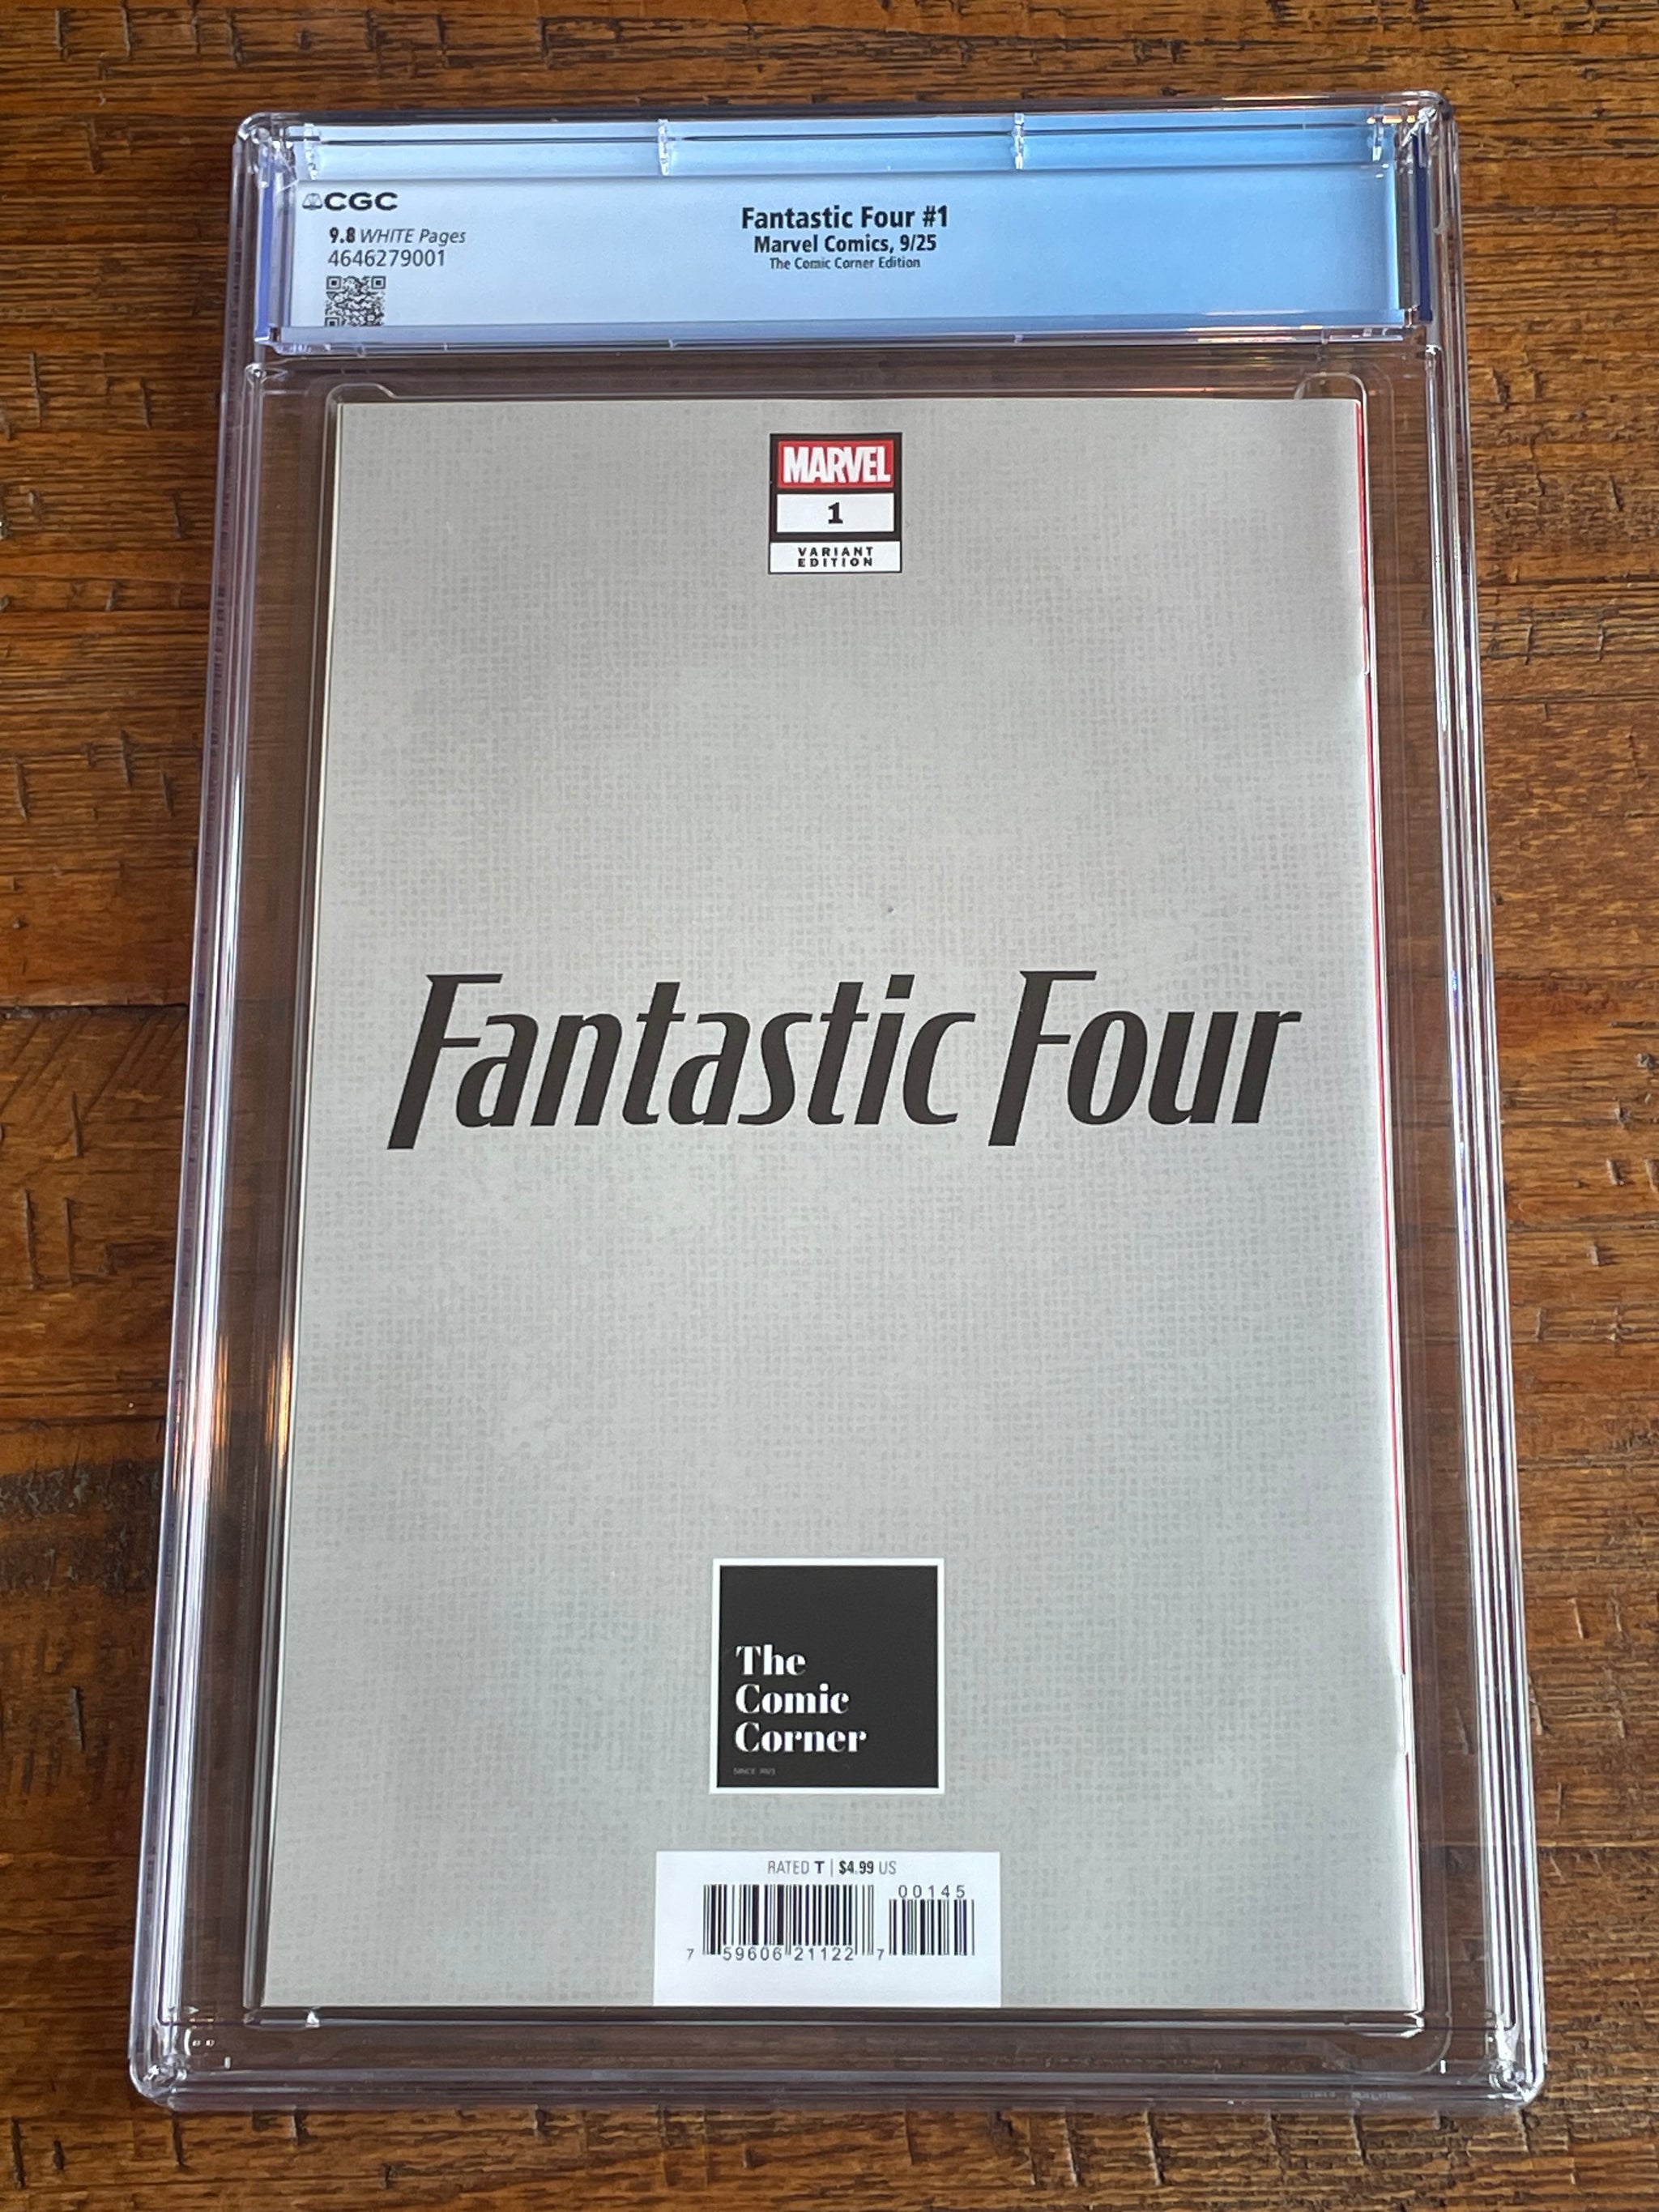 CGC
9.8 WHITE Pages
4646279001
Fantastic Four #1
Marvel Comics, 9/25
The Comic Corner Edition
MARVEL
1
VARIANT
EDITION
Fantastic Four
The
Comic
Corner
RATED T | $4.99 US
00145
7 59606 21122 7